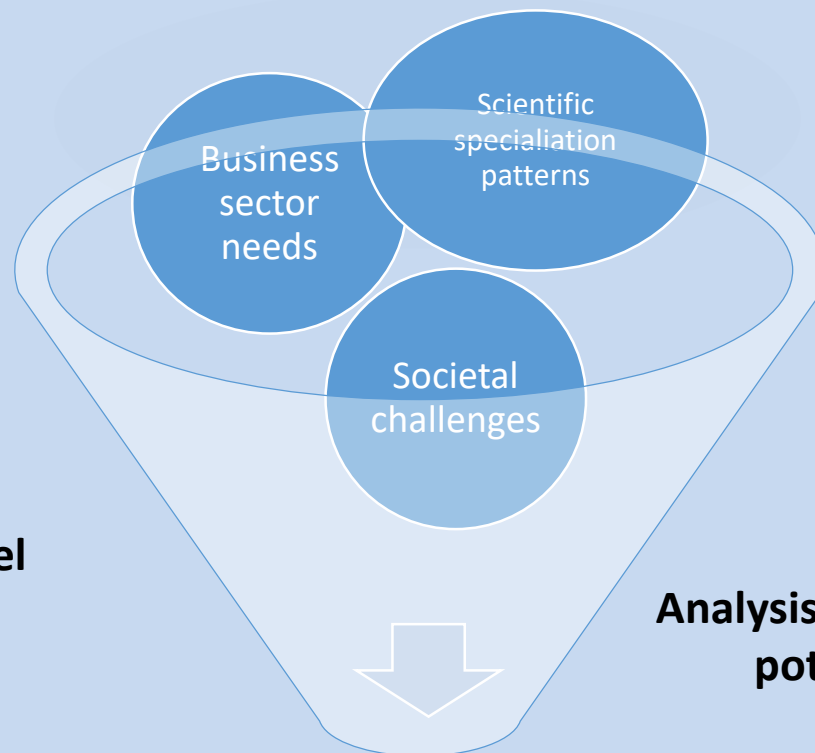 Scientific
specialiation
patterns
Business
sector
needs
Societal
challenges
el
Analysis
pot